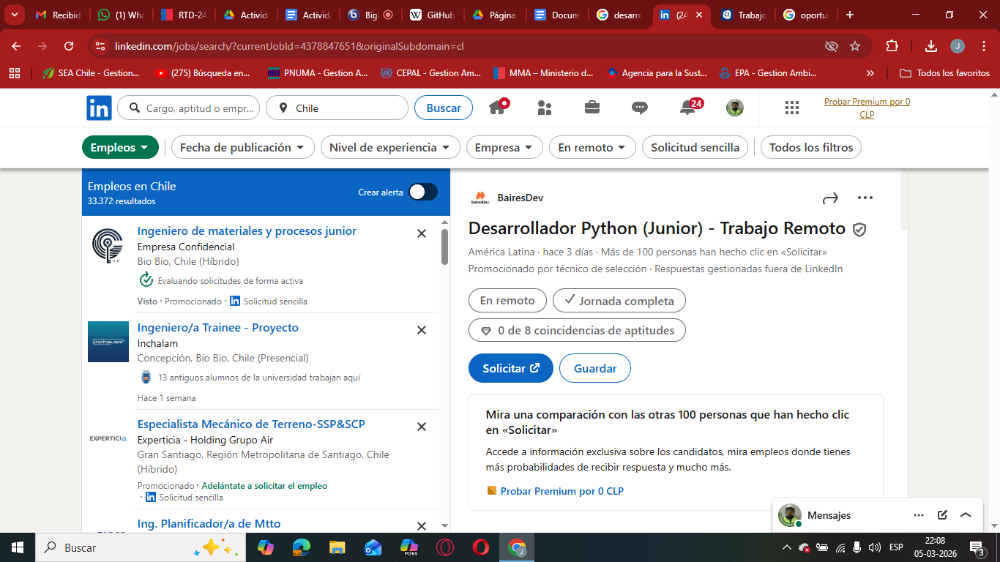 Recibid
(1) Wha
RTD-24
Activida
Activida
Bigl
GitHub
Página
Docum
desarro
(24
Trabajo
oportu
linkedin.com/jobs/search/?currentJobId=4378847651&originalSubdomain=cl
J
SEA Chile - Gestion...
(275) Búsqueda en...
PNUMA - Gestion A...
CEPAL - Gestion Am...
MMA – Ministerio d...
Agencia para la Sust...
EPA - Gestion Ambi...
Todos los favoritos
in
Cargo, aptitud o empr...
Chile
Buscar
24
Probar Premium por 0
CLP
Empleos
Fecha de publicación
Nivel de experiencia
Empresa
En remoto
Solicitud sencilla
Todos los filtros
Empleos en Chile
33.372 resultados
Crear alerta
Ingeniero de materiales y procesos junior
Empresa Confidencial
Bio Bio, Chile (Híbrido)
Evaluando solicitudes de forma activa
Visto · Promocionado · in Solicitud sencilla
inchalam
Ingeniero/a Trainee - Proyecto
Inchalam
Concepción, Bio Bio, Chile (Presencial)
13 antiguos alumnos de la universidad trabajan aquí
Hace 1 semana
EXPERTICIA
Especialista Mecánico de Terreno-SSP&SCP
Experticia - Holding Grupo Air
Gran Santiago, Región Metropolitana de Santiago, Chile
(Híbrido)
Promocionado · Adelántate a solicitar el empleo
· in Solicitud sencilla
Ing. Planificador/a de Mtto
BairesDev
BairesDev
Desarrollador Python (Junior) - Trabajo Remoto
América Latina · hace 3 días · Más de 100 personas han hecho clic en «Solicitar»
Promocionado por técnico de selección · Respuestas gestionadas fuera de LinkedIn
En remoto
Jornada completa
0 de 8 coincidencias de aptitudes
Solicitar
Guardar
Mira una comparación con las otras 100 personas que han hecho clic
en «Solicitar»
Accede a información exclusiva sobre los candidatos, mira empleos donde tienes
más probabilidades de recibir respuesta y mucho más.
Probar Premium por 0 CLP
Mensajes
Buscar
M365
J
ESP
22:08
05-03-2026
3